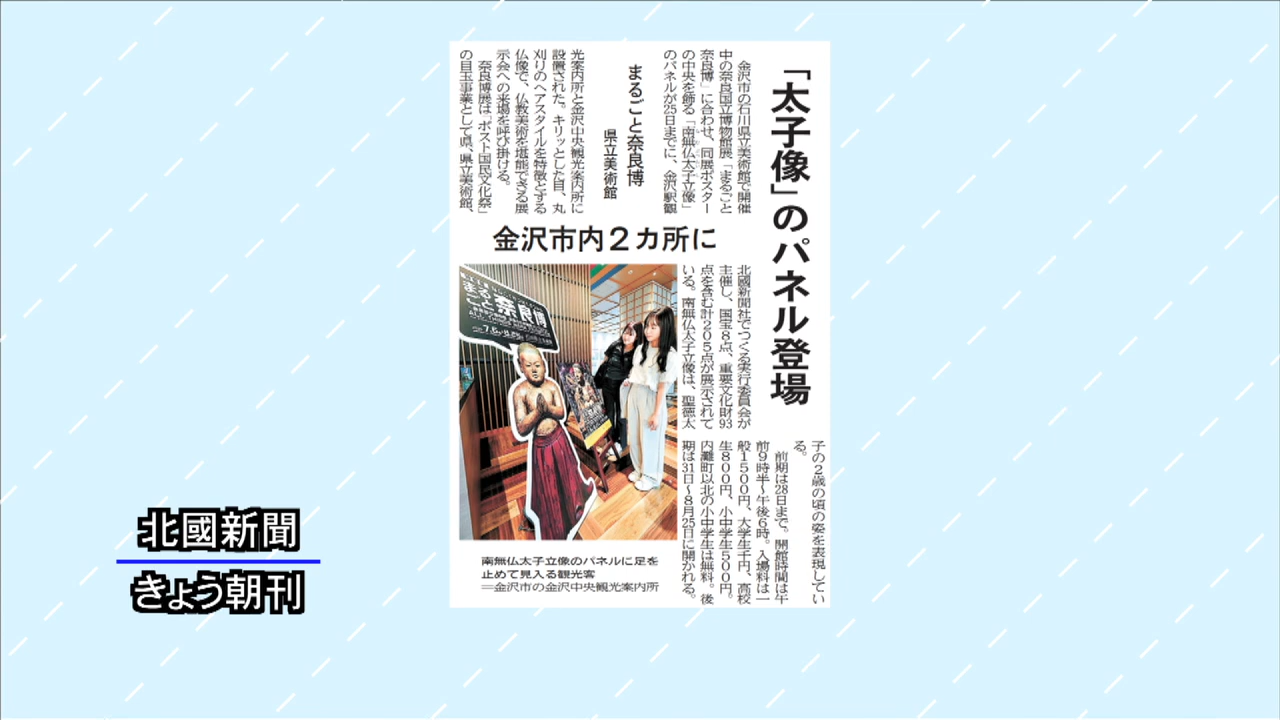 「太子像」のパネル登場
金沢市内2カ所に
まるごと奈良博
県立美術館
金沢市の石川県立美術館で開催
中の奈良国立博物館展「まるごと
奈良博」に合わせ、同展ポスター
の中央を飾る「南無仏太子立像」
のパネルが25日までに、金沢駅観
光案内所と金沢中央観光案内所に
設置された。キリッとした目、丸
刈りのヘアスタイルを特徴とする
仏像で、仏教美術を堪能できる展
示会への来場を呼び掛ける。
奈良博展は「ポスト国民文化祭」
の目玉事業として県、県立美術館、
北國新聞社でつくる実行委員会が
主催し、国宝8点、重要文化財93
点を含む計205点が展示されて
いる。南無仏太子立像は、聖徳太
子の2歳の頃の姿を表現してい
る。
前期は28日まで。開館時間は午
前9時半～午後6時。入場料は一
般1500円、大学生千円、高校
生800円、小中学生500円。
内灘町以北の小中学生は無料。後
期は31日～8月25日に開かれる。
まるごと奈良博
南無仏太子立像のパネルに足を
止めて見入る観光客
＝金沢市の金沢中央観光案内所
北國新聞
きょう朝刊